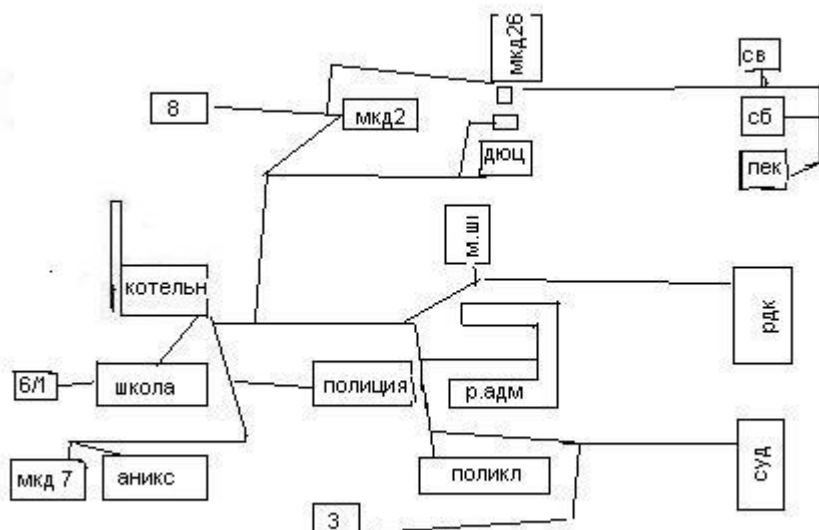 мкд26
св
8
мкд2
сб
дюц
пек
м.ш
котельн
рдк
6/1
школа
полиция
р.адм
мкд 7
аникс
поликл
суд
3